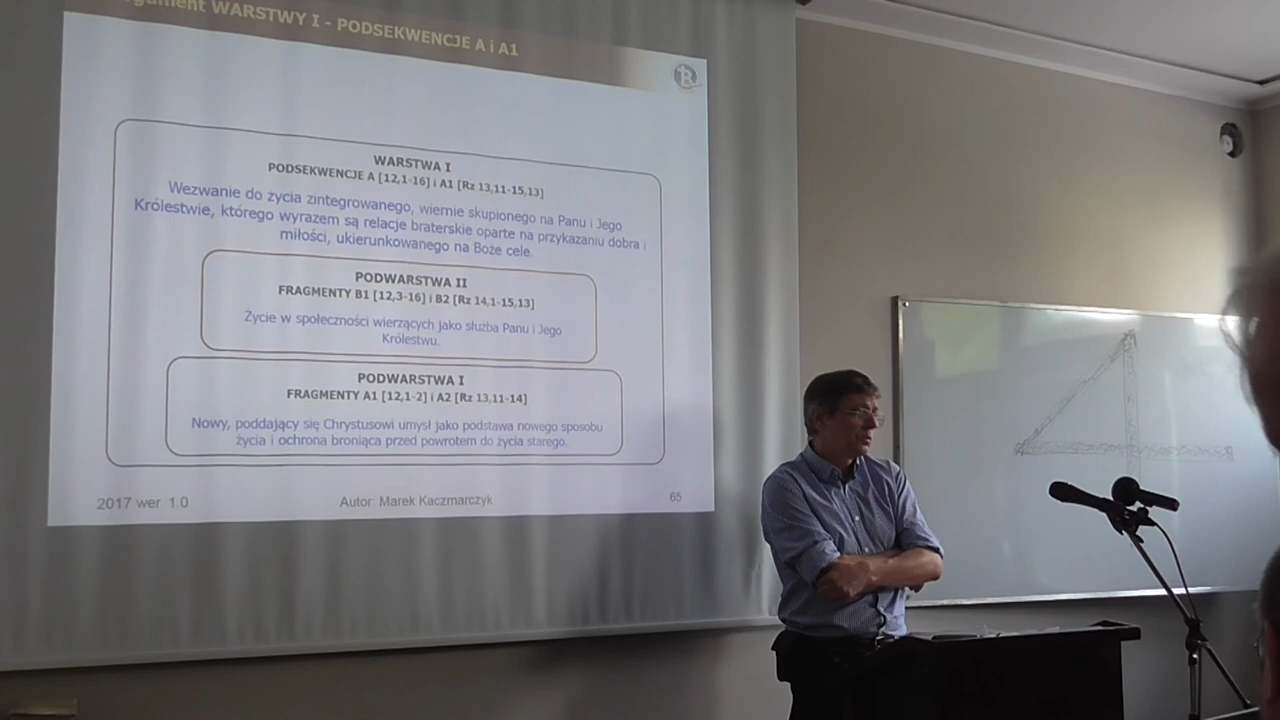 WARSTWY I - PODSEKWENCJE A i A1
WARSTWA I
PODSEKWENCJE A [12,1-16] i A1 [Rz 13,11-15,13]
Wezwanie do życia zintegrowanego, wiernie skupionego na Panu i Jego
Królestwie, którego wyrazem są relacje braterskie oparte na przykazaniu dobra i
miłości, ukierunkowanego na Boże cele.
PODWARSTWA II
FRAGMENTY B1 [12,3-16] i B2 [Rz 14,1-15,13]
Życie w społeczności wierzących jako służba Panu i Jego
Królestwu.
PODWARSTWA I
FRAGMENTY A1 [12,1-2] i A2 [Rz 13,11-14]
Nowy, poddający się Chrystusowi umysł jako podstawa nowego sposobu
życia i ochrona broniąca przed powrotem do życia starego.
2017 wer. 1.0
Autor: Marek Kaczmarczyk
65